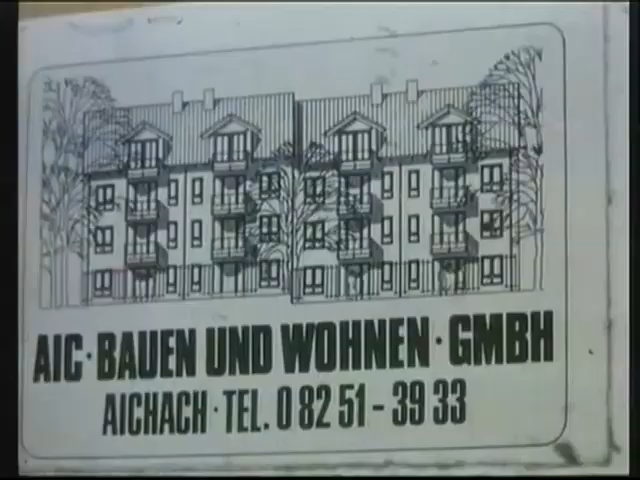 AIC · BAUEN UND WOHNEN · GMBH
AICHACH · TEL. 0 82 51 - 39 33